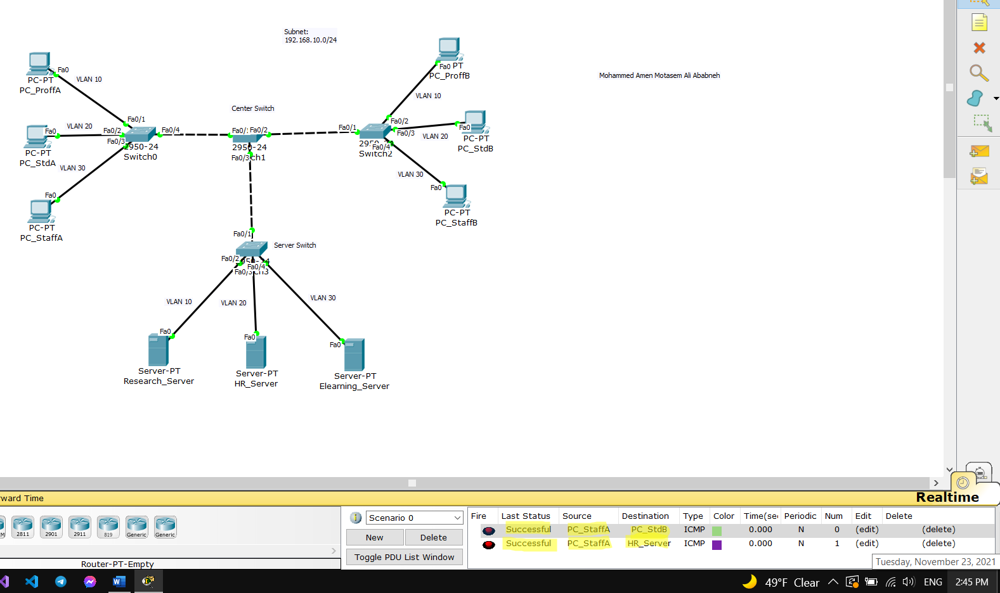 Subnet:
192.168.10.0/24
Mohammed Amen Motasem Ali Ababneh
Fa0
PC-PT
PC_ProffA
VLAN 10
Fa0
PC-PT
PC_StdA
VLAN 20
Fa0
PC-PT
PC_StaffA
VLAN 30
Fa0/1
Fa0/2
Fa0/3
Fa0/4
2950-24
Switch0
Center Switch
Fa0/2
2950-24
Fa0/3
Fa0/1
Fa0/2
Fa0/3
Fa0/4
Switch2
Fa0 PT
PC_ProffB
VLAN 10
Fa0
PC-PT
PC_StdB
VLAN 20
Fa0
PC-PT
PC_StaffB
VLAN 30
Fa0/1
Server Switch
Fa0/2
Fa0/4
VLAN 10
VLAN 20
VLAN 30
Fa0
Server-PT
Research_Server
Fa0
Server-PT
HR_Server
Fa0
Server-PT
Elearning_Server
Realtime
rward Time
2811
2901
2911
819
Generic
Generic
Router-PT-Empty
Scenario 0
New
Delete
Toggle PDU List Window
Fire Last Status Source Destination Type Color Time(sec Periodic Num Edit Delete
Successful PC_StaffA PC_StdB ICMP 0.000 N 0 (edit) (delete)
Successful PC_StaffA HR_Server ICMP 0.000 N 1 (edit) (delete)
Tuesday, November 23, 2021
49°F Clear
ENG
2:45 PM